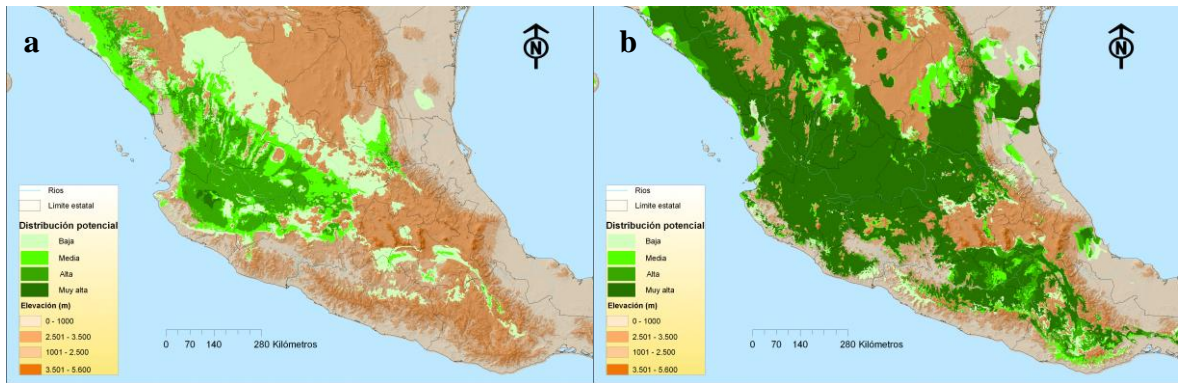 a
N
Rios
Límite estatal
Distribución potencial
Baja
Media
Alta
Muy alta
Elevación (m)
0 - 1000
2.501 - 3.500
1001 - 2.500
3.501 - 5.600
0 70 140 280 Kilómetros
b
N
Rios
Límite estatal
Distribución potencial
Baja
Media
Alta
Muy alta
Elevación (m)
0 - 1000
2.501 - 3.500
1001 - 2.500
3.501 - 5.600
0 70 140 280 Kilómetros